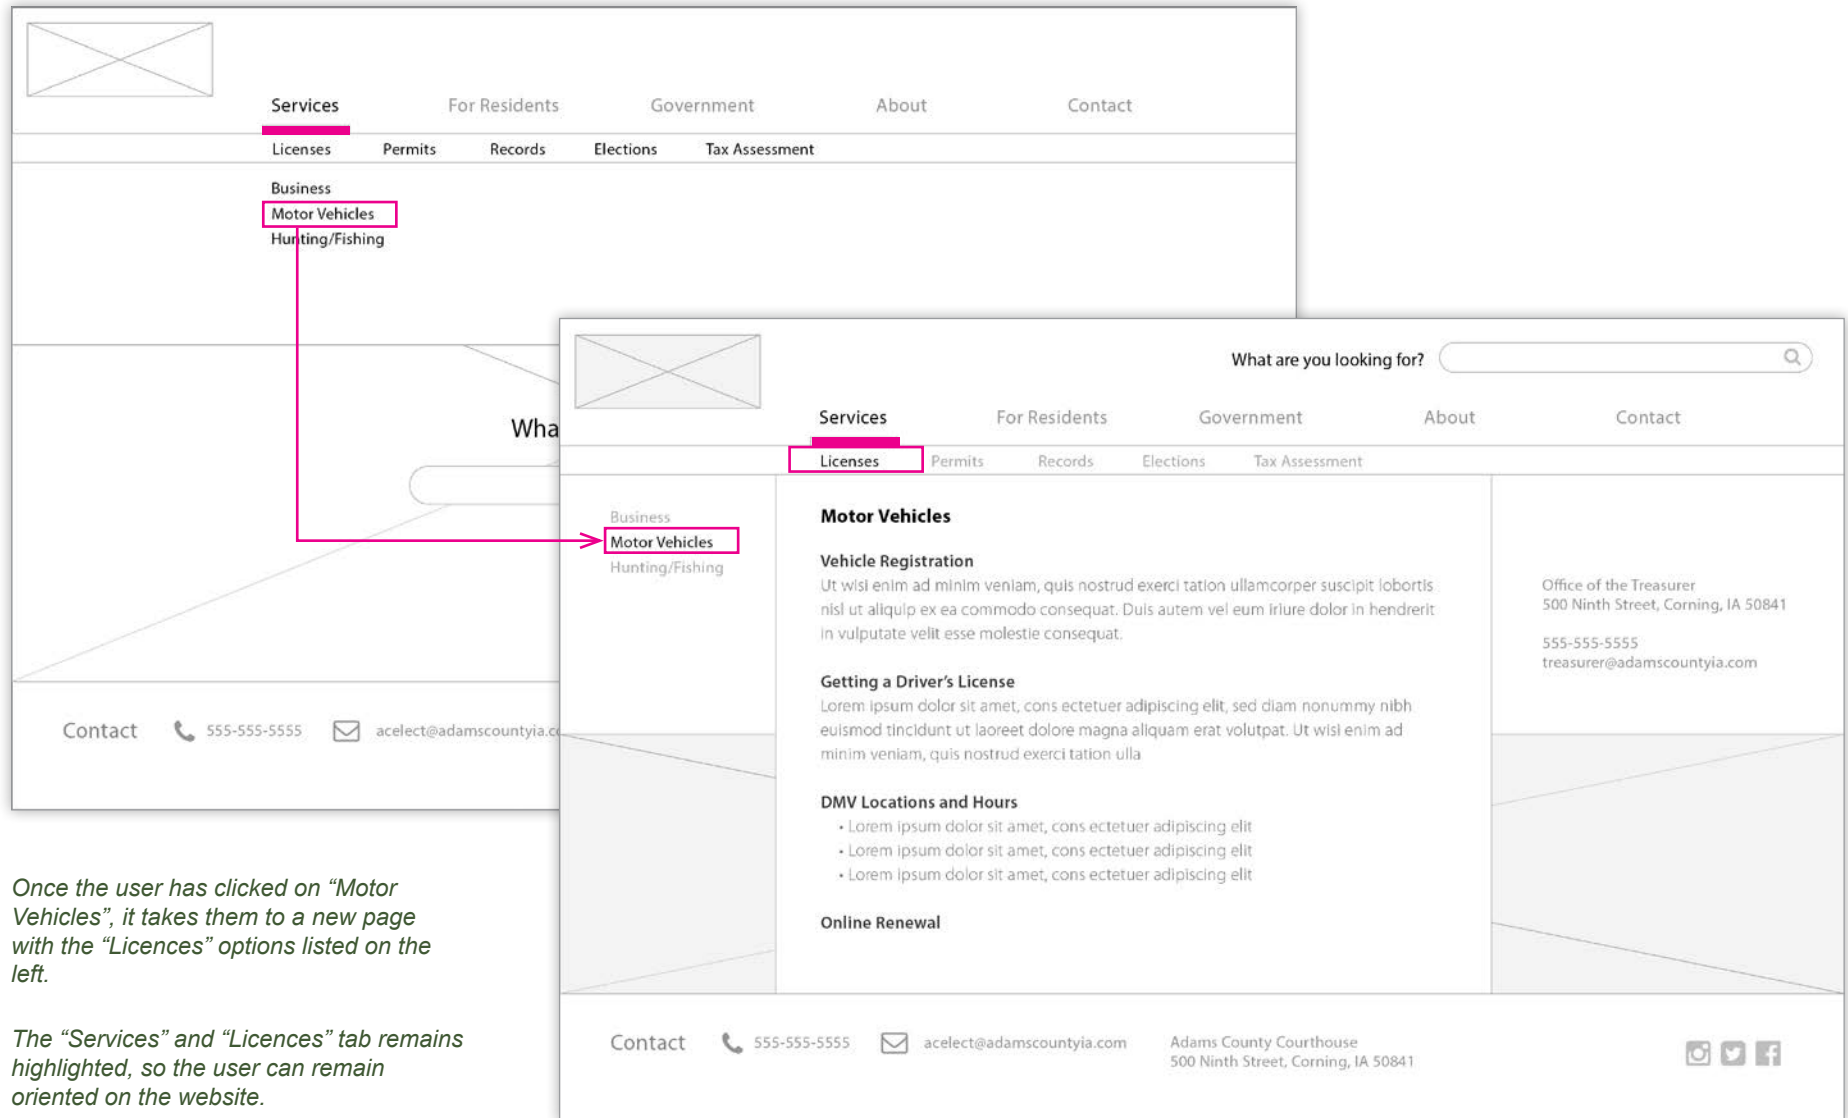 Services For Residents Government About Contact
Licenses Permits Records Elections Tax Assessment
Business
Motor Vehicles
Hunting/Fishing
Wha
Contact 555-555-5555 acelect@adamscountyia.co
What are you looking for?
Services For Residents Government About Contact
Licenses Permits Records Elections Tax Assessment
Business
Motor Vehicles
Hunting/Fishing
Motor Vehicles
Vehicle Registration
Ut wisi enim ad minim veniam, quis nostrud exerci tation ullamcorper suscipit lobortis
nisl ut aliquip ex ea commodo consequat. Duis autem vel eum iriure dolor in hendrerit
in vulputate velit esse molestie consequat.
Getting a Driver’s License
Lorem ipsum dolor sit amet, cons ectetuer adipiscing elit, sed diam nonummy nibh
euismod tincidunt ut laoreet dolore magna aliquam erat volutpat. Ut wisi enim ad
minim veniam, quis nostrud exerci tation ulla
DMV Locations and Hours
• Lorem ipsum dolor sit amet, cons ectetuer adipiscing elit
• Lorem ipsum dolor sit amet, cons ectetuer adipiscing elit
• Lorem ipsum dolor sit amet, cons ectetuer adipiscing elit
Online Renewal
Office of the Treasurer
500 Ninth Street, Corning, IA 50841
555-555-5555
treasurer@adamscountyia.com
Contact 555-555-5555 acelect@adamscountyia.com
Adams County Courthouse
500 Ninth Street, Corning, IA 50841
Once the user has clicked on “Motor
Vehicles”, it takes them to a new page
with the “Licences” options listed on the
left.
The “Services” and “Licences” tab remains
highlighted, so the user can remain
oriented on the website.